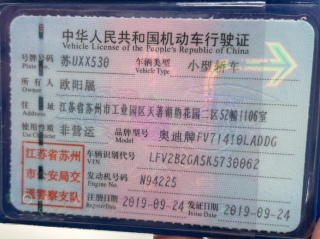 中华人民共和国机动车行驶证
Vehicle License of the People's Republic of China
号牌号码 苏UXX530 车辆类型 小型轿车
Plate No. Vehicle Type
所有人 欧阳晟
Owner
住址 江苏省苏州市工业园区天著湖韵花园二区52幢1106室
Address
使用性质 非营运 品牌型号 奥迪牌FV71410LADDG
Use Character Model
江苏省苏州 车辆识别代号 LFV2B2GA5K5730062
VIN
市公安局交 发动机号码 N94225
Engine No.
通警察支队 注册日期 2019-09-24 发证日期 2019-09-24
Register Date Issue Date